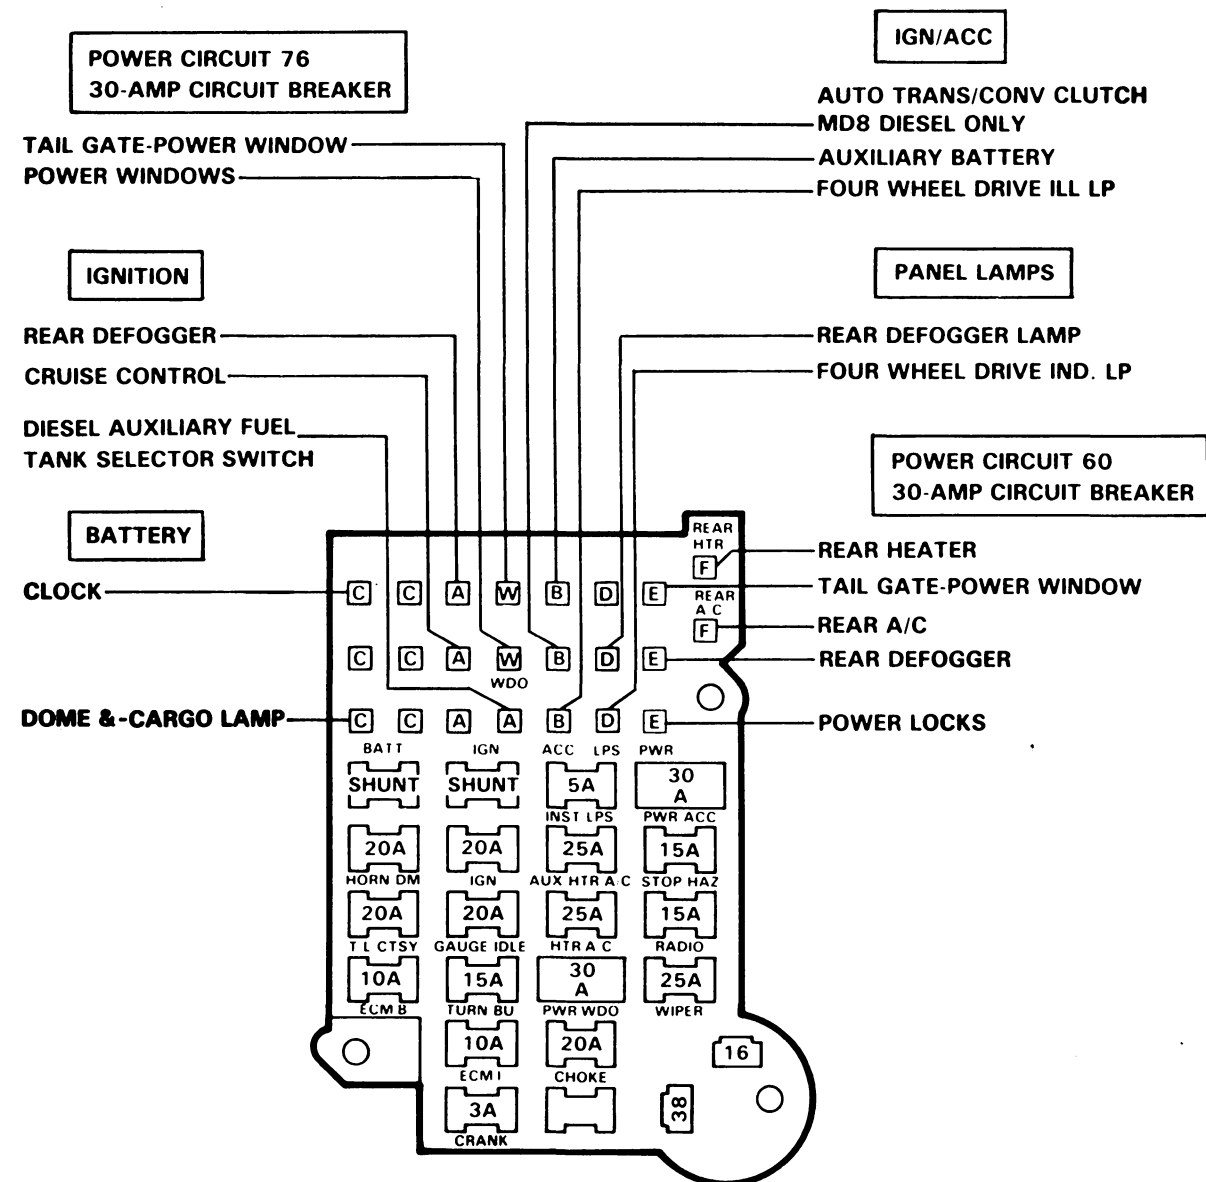 POWER CIRCUIT 76
30-AMP CIRCUIT BREAKER
TAIL GATE-POWER WINDOW
POWER WINDOWS
IGNITION
REAR DEFOGGER
CRUISE CONTROL
DIESEL AUXILIARY FUEL
TANK SELECTOR SWITCH
BATTERY
CLOCK
DOME &-CARGO LAMP
IGN/ACC
AUTO TRANS/CONV CLUTCH
MD8 DIESEL ONLY
AUXILIARY BATTERY
FOUR WHEEL DRIVE ILL LP
PANEL LAMPS
REAR DEFOGGER LAMP
FOUR WHEEL DRIVE IND. LP
POWER CIRCUIT 60
30-AMP CIRCUIT BREAKER
REAR HEATER
TAIL GATE-POWER WINDOW
REAR A/C
REAR DEFOGGER
POWER LOCKS
REAR
HTR
F
C C A W B D E
REAR
A C
F
C C A W B D E
WDO
C C A A B D E
BATT IGN ACC LPS PWR
SHUNT SHUNT 5A 30
A
INST LPS PWR ACC
20A 20A 25A 15A
HORN DM IGN AUX HTR A/C STOP HAZ
20A 20A 25A 15A
T L CTSY GAUGE IDLE HTR A C RADIO
10A 15A 30
A 25A
ECM B TURN BU PWR WDO WIPER
10A 20A 16
ECM I CHOKE
3A 38
CRANK